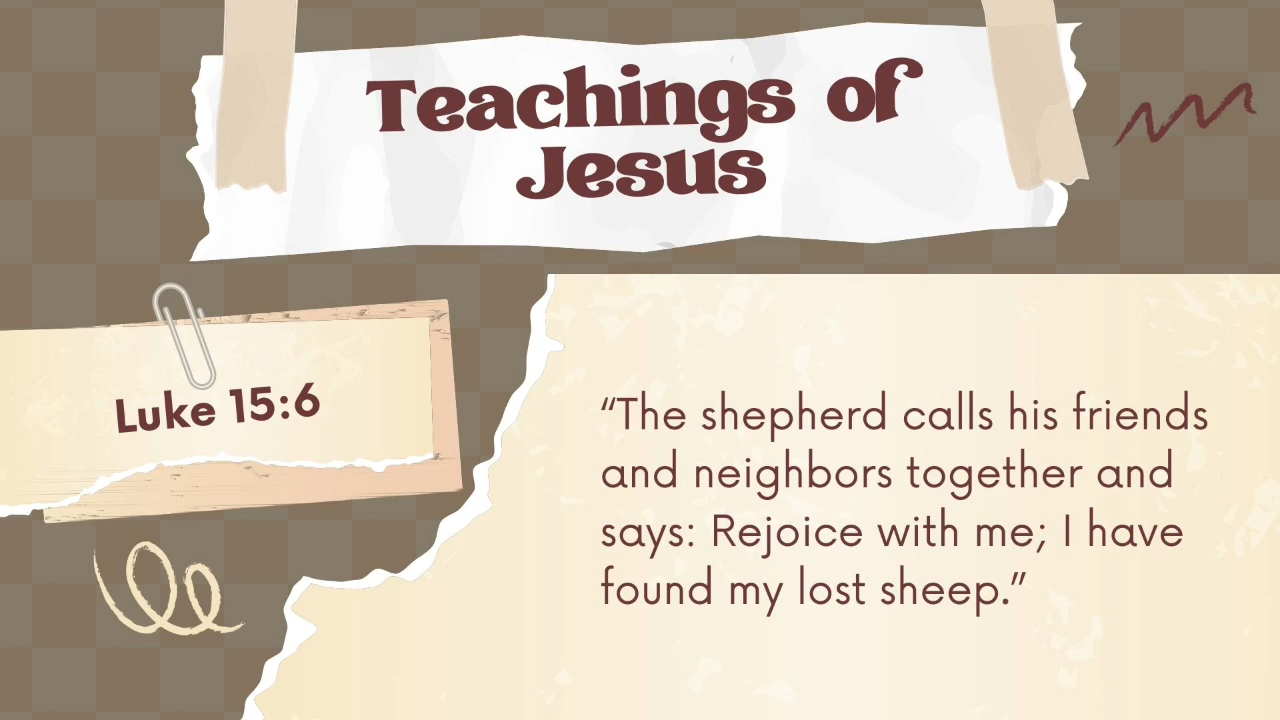 Teachings of
Jesus
Luke 15:6
“The shepherd calls his friends
and neighbors together and
says: Rejoice with me; I have
found my lost sheep.”